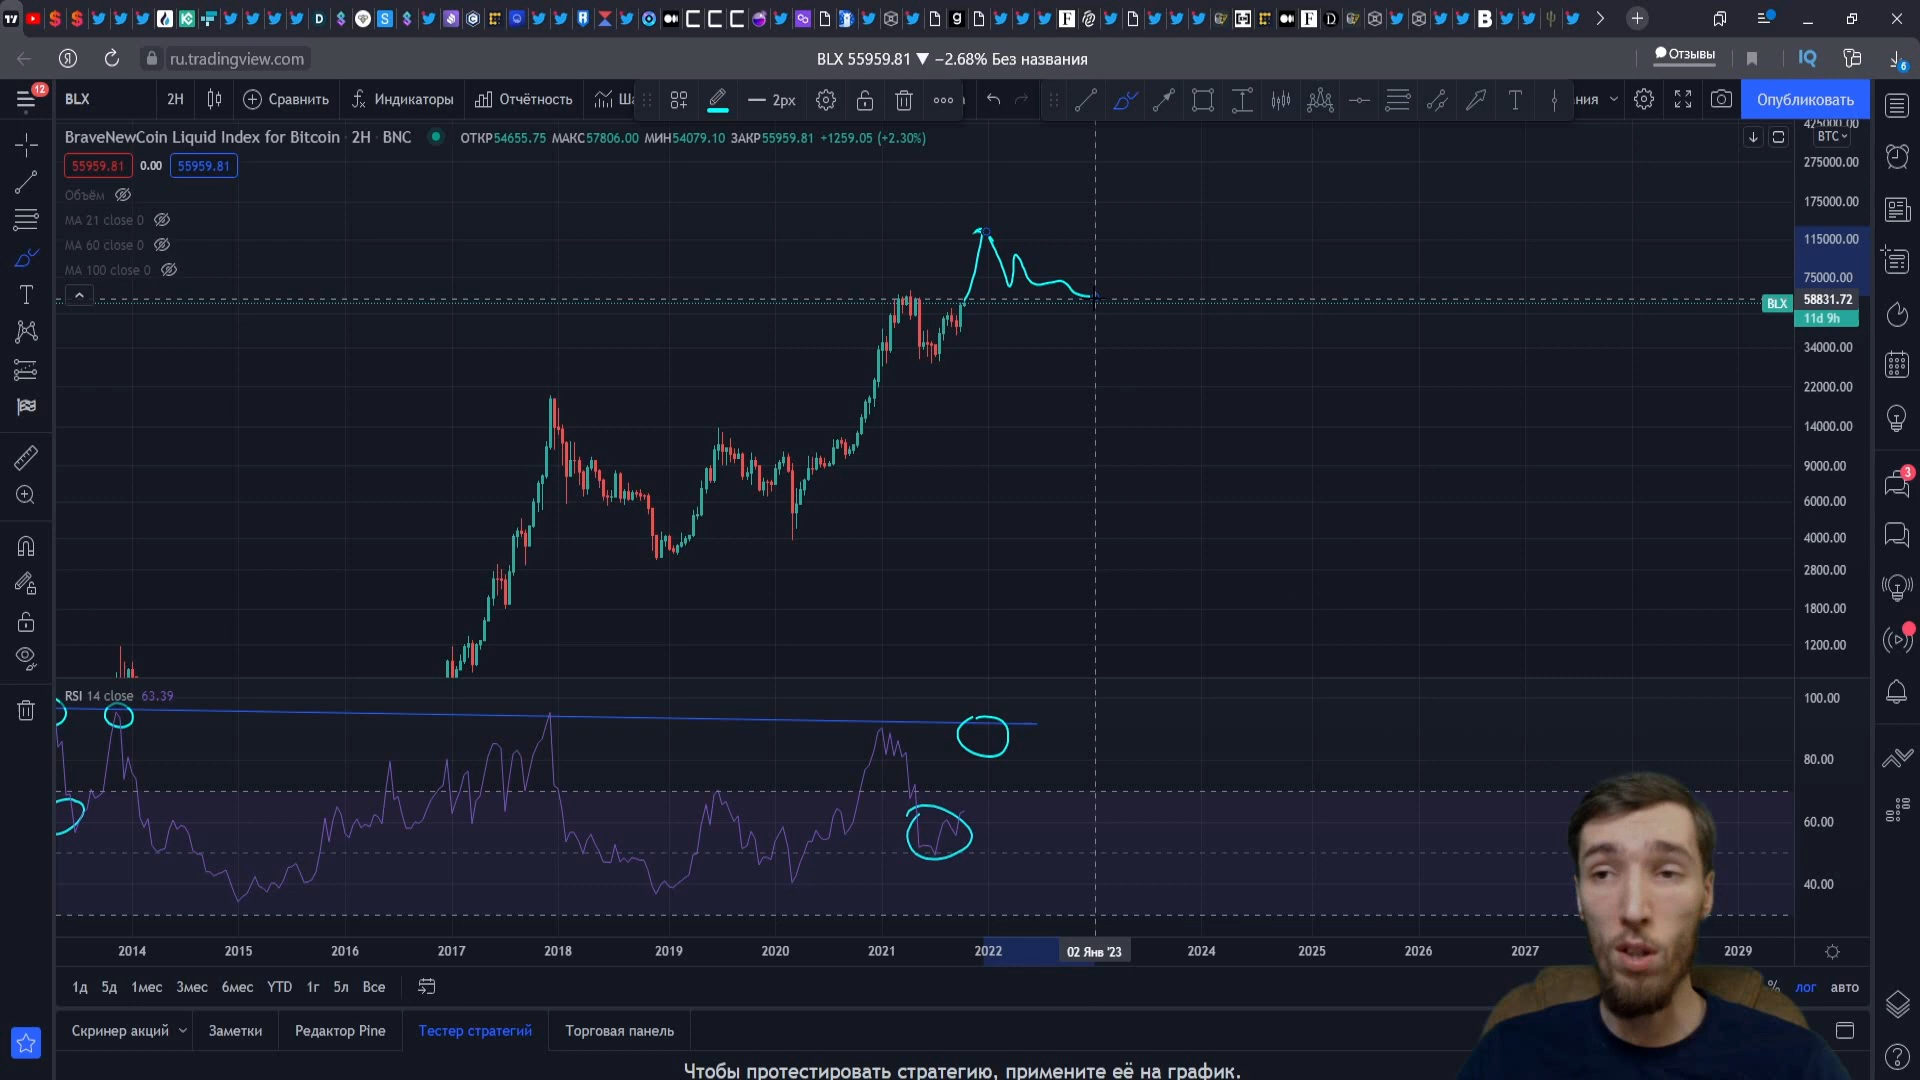 ru.tradingview.com
BLX 55959.81 ▼ −2.68% Без названия
Отзывы
IQ
6
12
BLX
2H
Сравнить
Индикаторы
Отчётность
2px
Опубликовать
BraveNewCoin Liquid Index for Bitcoin · 2H · BNC
ОТКР54655.75 МАКС57806.00 МИН54079.10 ЗАКР55959.81 +1259.05 (+2.30%)
55959.81 0.00 55959.81
Объём
MA 21 close 0
MA 60 close 0
MA 100 close 0
425000.00
BTC
275000.00
175000.00
115000.00
75000.00
BLX
58831.72
11d 9h
34000.00
22000.00
14000.00
9000.00
6000.00
4000.00
2800.00
1800.00
1200.00
3
RSI 14 close 63.39
100.00
80.00
60.00
40.00
2014
2015
2016
2017
2018
2019
2020
2021
2022
02 Янв '23
2024
2025
2026
2027
2029
1д 5д 1мес 3мес 6мес YTD 1г 5л Все
% лог авто
Скринер акций
Заметки
Редактор Pine
Тестер стратегий
Торговая панель
Чтобы протестировать стратегию, примените её на график.